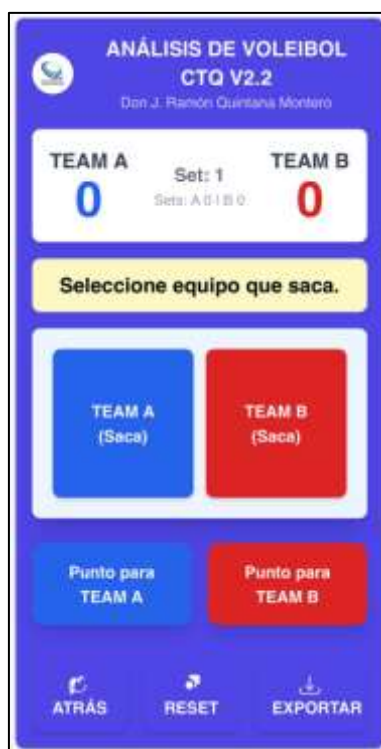 ANÁLISIS DE VOLEIBOL
CTQ V2.2
Don J. Ramón Quintana Montero
TEAM A
0
Set: 1
Sets: A 0 | B 0
TEAM B
0
Seleccione equipo que saca.
TEAM A
(Saca)
TEAM B
(Saca)
Punto para
TEAM A
Punto para
TEAM B
ATRÁS
RESET
EXPORTAR